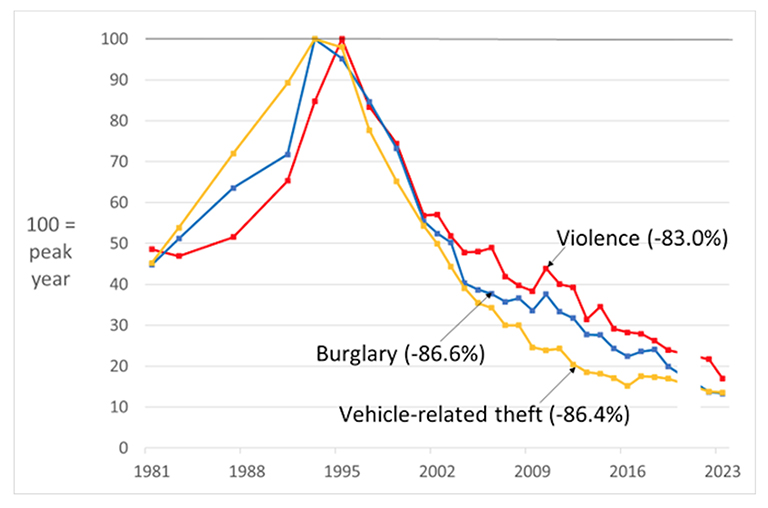 100
90
80
70
60
50
40
30
20
10
0
100 =
peak
year
Violence (-83.0%)
Burglary (-86.6%)
Vehicle-related theft (-86.4%)
1981 1988 1995 2002 2009 2016 2023